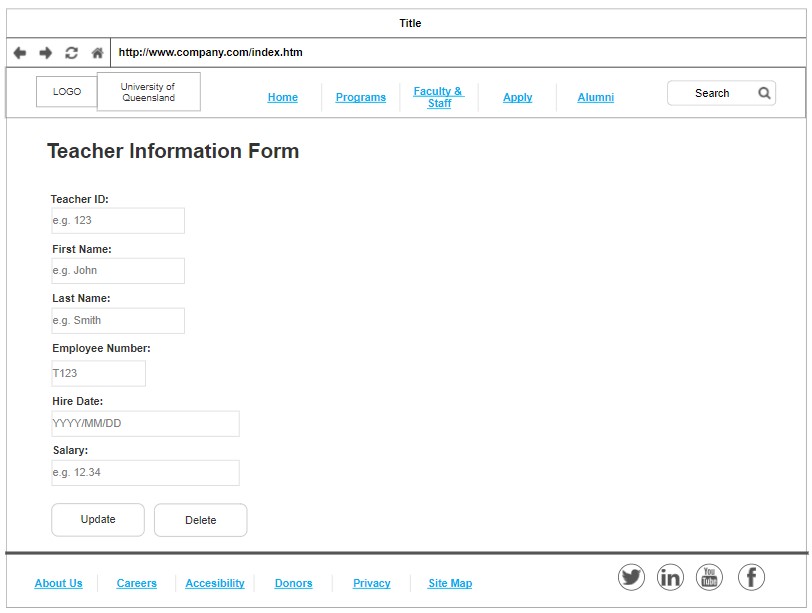 Title
http://www.company.com/index.htm
LOGO
University of
Queensland
Home
Programs
Faculty &
Staff
Apply
Alumni
Search
Teacher Information Form
Teacher ID:
e.g. 123
First Name:
e.g. John
Last Name:
e.g. Smith
Employee Number:
T123
Hire Date:
YYYY/MM/DD
Salary:
e.g. 12.34
Update Delete
About Us Careers Accesibility Donors Privacy Site Map
in
You
Tube
f